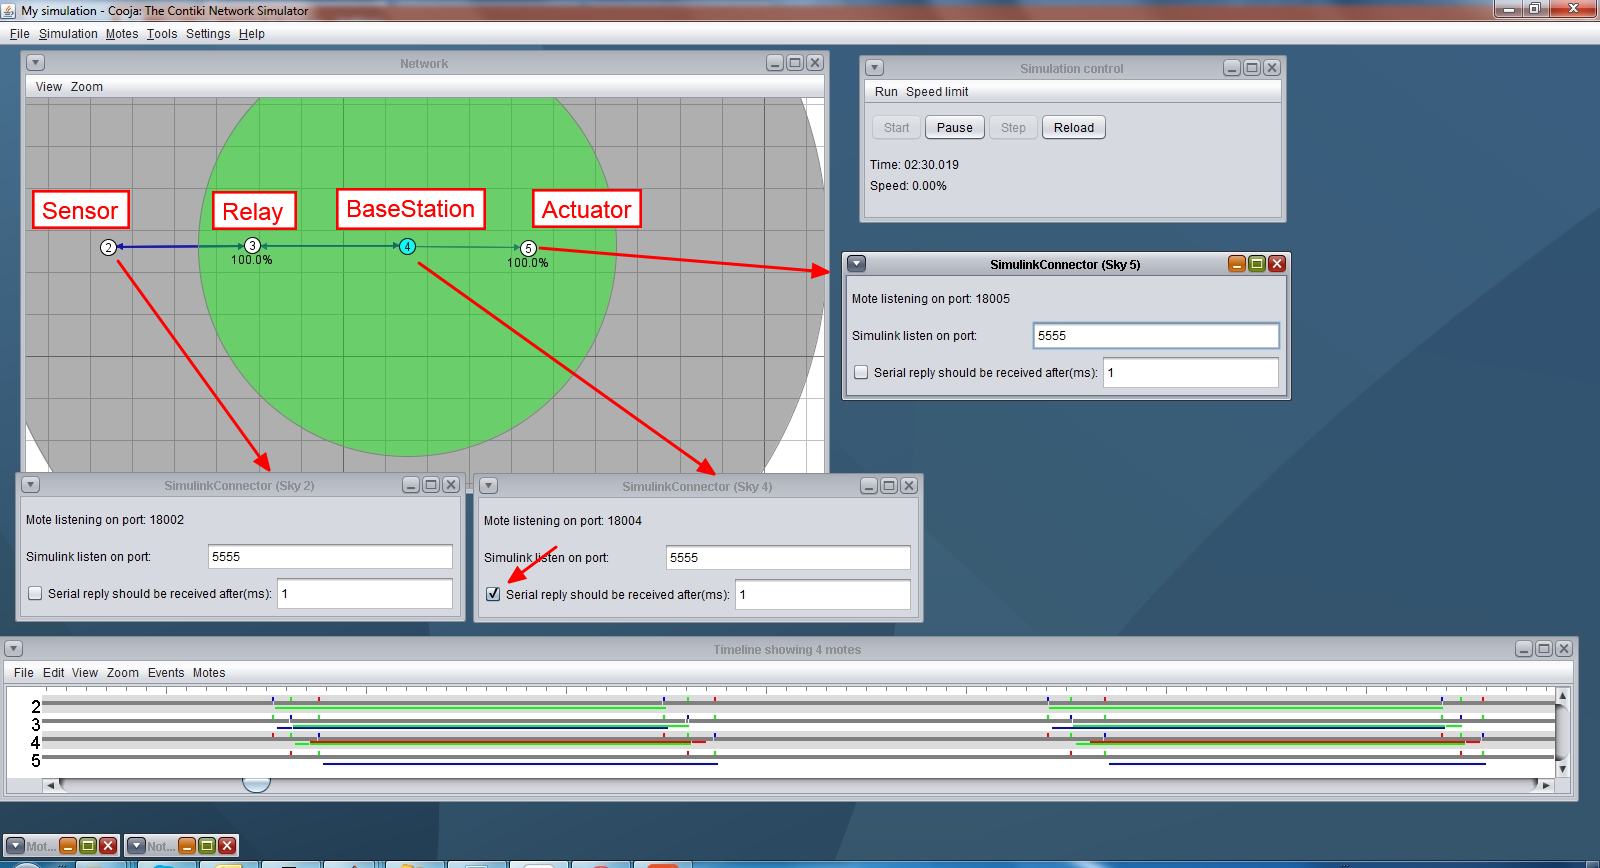 My simulation - Cooja: The Contiki Network Simulator
File Simulation Motes Tools Settings Help
Network
View Zoom
Sensor
Relay
BaseStation
Actuator
2
3
4
5
100.0%
100.0%
Simulation control
Run Speed limit
Start Pause Step Reload
Time: 02:30.019
Speed: 0.00%
SimulinkConnector (Sky 5)
Mote listening on port: 18005
Simulink listen on port: 5555
Serial reply should be received after(ms): 1
SimulinkConnector (Sky 2)
Mote listening on port: 18002
Simulink listen on port: 5555
Serial reply should be received after(ms): 1
SimulinkConnector (Sky 4)
Mote listening on port: 18004
Simulink listen on port: 5555
Serial reply should be received after(ms): 1
Timeline showing 4 motes
File Edit View Zoom Events Motes
2
3
4
5
Mot...
Not...